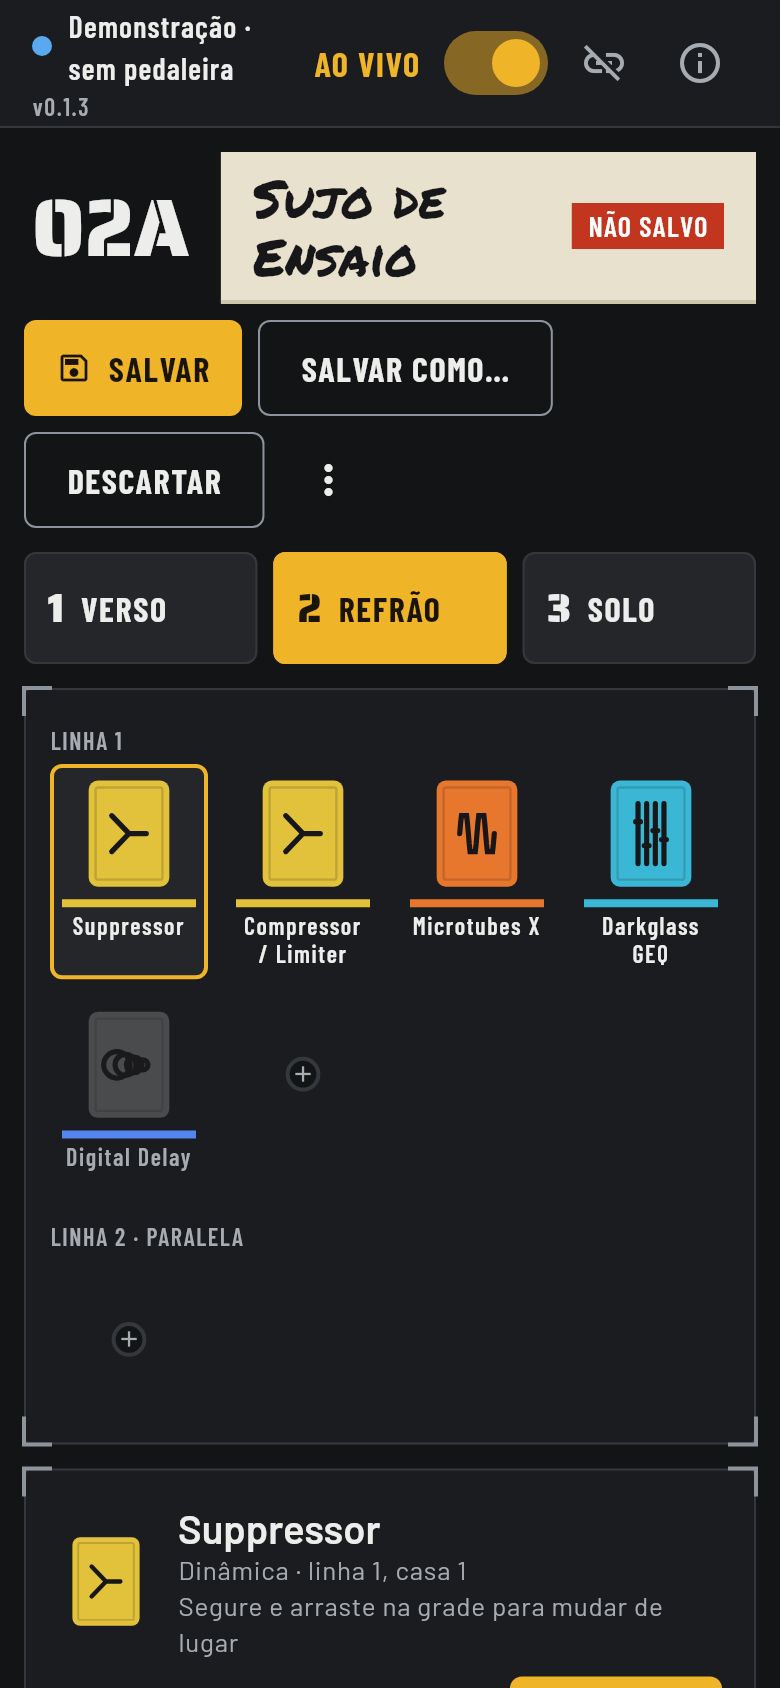 Demonstração ·
sem pedaleira
v0.1.3
AO VIVO
02A
SUJO DE
ENSAIO
NÃO SALVO
SALVAR
SALVAR COMO...
DESCARTAR
1 VERSO
2 REFRÃO
3 SOLO
LINHA 1
Suppressor
Compressor
/ Limiter
Microtubes X
Darkglass
GEQ
Digital Delay
LINHA 2 · PARALELA
Suppressor
Dinâmica · linha 1, casa 1
Segure e arraste na grade para mudar de
lugar